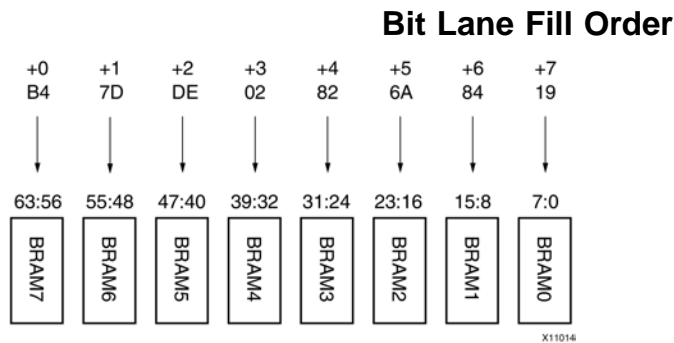 Bit Lane Fill Order
+0 +1 +2 +3 +4 +5 +6 +7
B4 7D DE 02 82 6A 84 19
63:56 55:48 47:40 39:32 31:24 23:16 15:8 7:0
BRAM7 BRAM6 BRAM5 BRAM4 BRAM3 BRAM2 BRAM1 BRAM0
X11014i